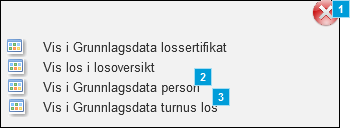 1
Vis i Grunnlagsdata lossertifikat
Vis los i losoversikt
2
Vis i Grunnlagsdata person
3
Vis i Grunnlagsdata turnus los